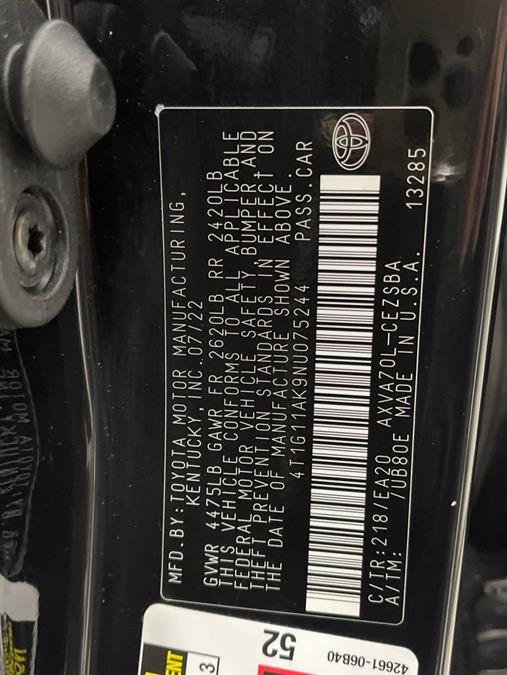 MFD. BY: TOYOTA MOTOR MANUFACTURING,
KENTUCKY, INC. 07/22
GVWR 4475LB GAWR FR 2620LB RR 2420LB
THIS VEHICLE CONFORMS TO ALL APPLICABLE
FEDERAL MOTOR VEHICLE SAFETY BUMPER AND
THEFT PREVENTION STANDARDS IN EFFECT ON
THE DATE OF MANUFACTURE SHOWN ABOVE.
4T1G11AK9NU075244 PASS. CAR
C/TR: 218/EA20 AXVA70L-CEZSBA
A/TM: /UB80E MADE IN U.S.A. 13285
3
52
42661-06B40